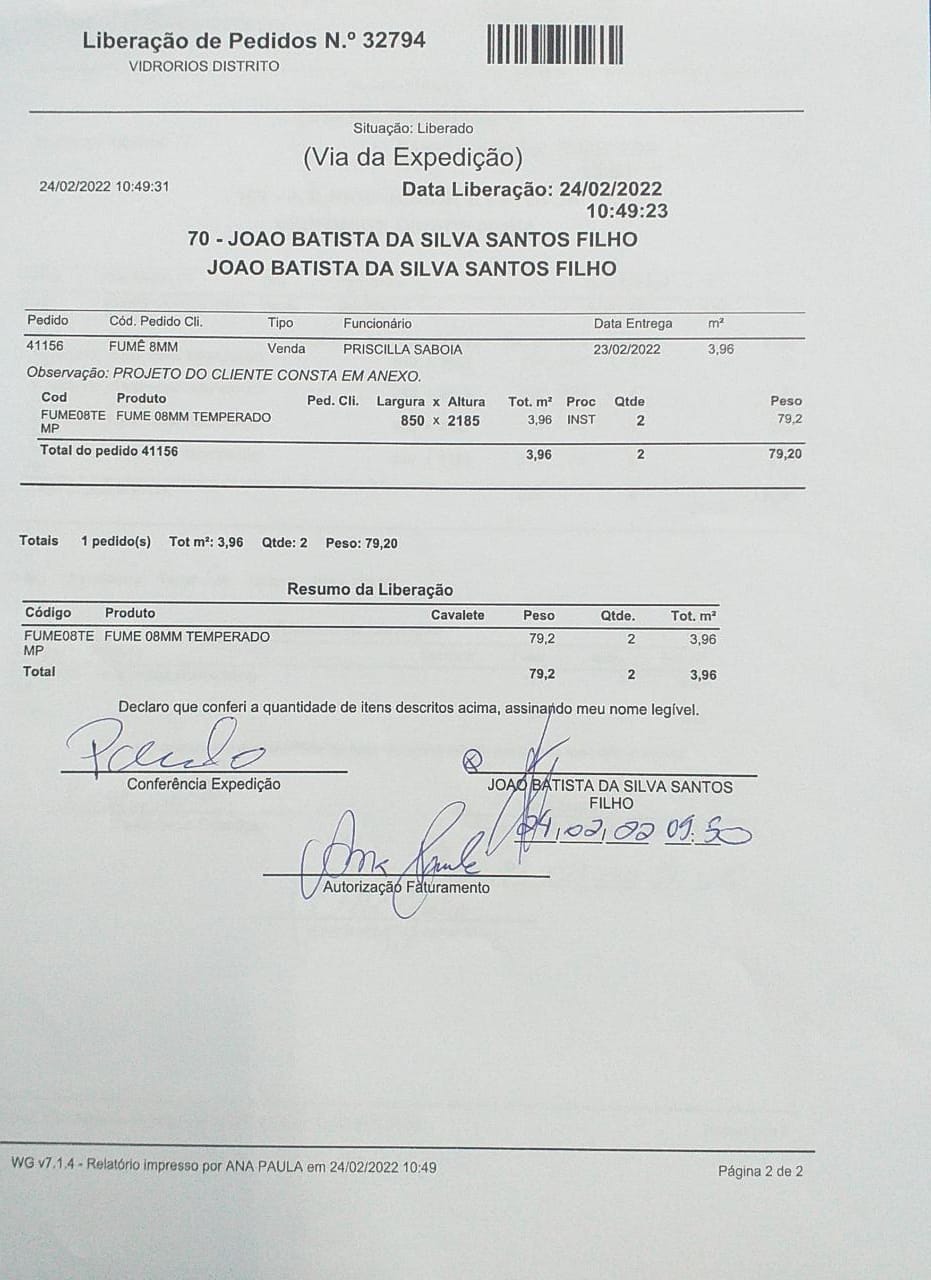 Liberação de Pedidos N.º 32794
VIDRORIOS DISTRITO
Situação: Liberado
(Via da Expedição)
24/02/2022 10:49:31
Data Liberação: 24/02/2022
10:49:23
70 - JOAO BATISTA DA SILVA SANTOS FILHO
JOAO BATISTA DA SILVA SANTOS FILHO
Pedido Cód. Pedido Cli. Tipo Funcionário Data Entrega m²
41156 FUMÊ 8MM Venda PRISCILLA SABOIA 23/02/2022 3,96
Observação: PROJETO DO CLIENTE CONSTA EM ANEXO.
Cod Produto Ped. Cli. Largura x Altura Tot. m² Proc Qtde Peso
FUME08TE FUME 08MM TEMPERADO 850 x 2185 3,96 INST 2 79,2
MP
Total do pedido 41156 3,96 2 79,20
Totais 1 pedido(s) Tot m²: 3,96 Qtde: 2 Peso: 79,20
Resumo da Liberação
Código Produto Cavalete Peso Qtde. Tot. m²
FUME08TE FUME 08MM TEMPERADO 79,2 2 3,96
MP
Total 79,2 2 3,96
Declaro que conferi a quantidade de itens descritos acima, assinando meu nome legível.
Conferência Expedição
JOAO BATISTA DA SILVA SANTOS
FILHO
24,02,22 09:50
Ana Paula
Autorização Faturamento
WG v7.1.4 - Relatório impresso por ANA PAULA em 24/02/2022 10:49
Página 2 de 2